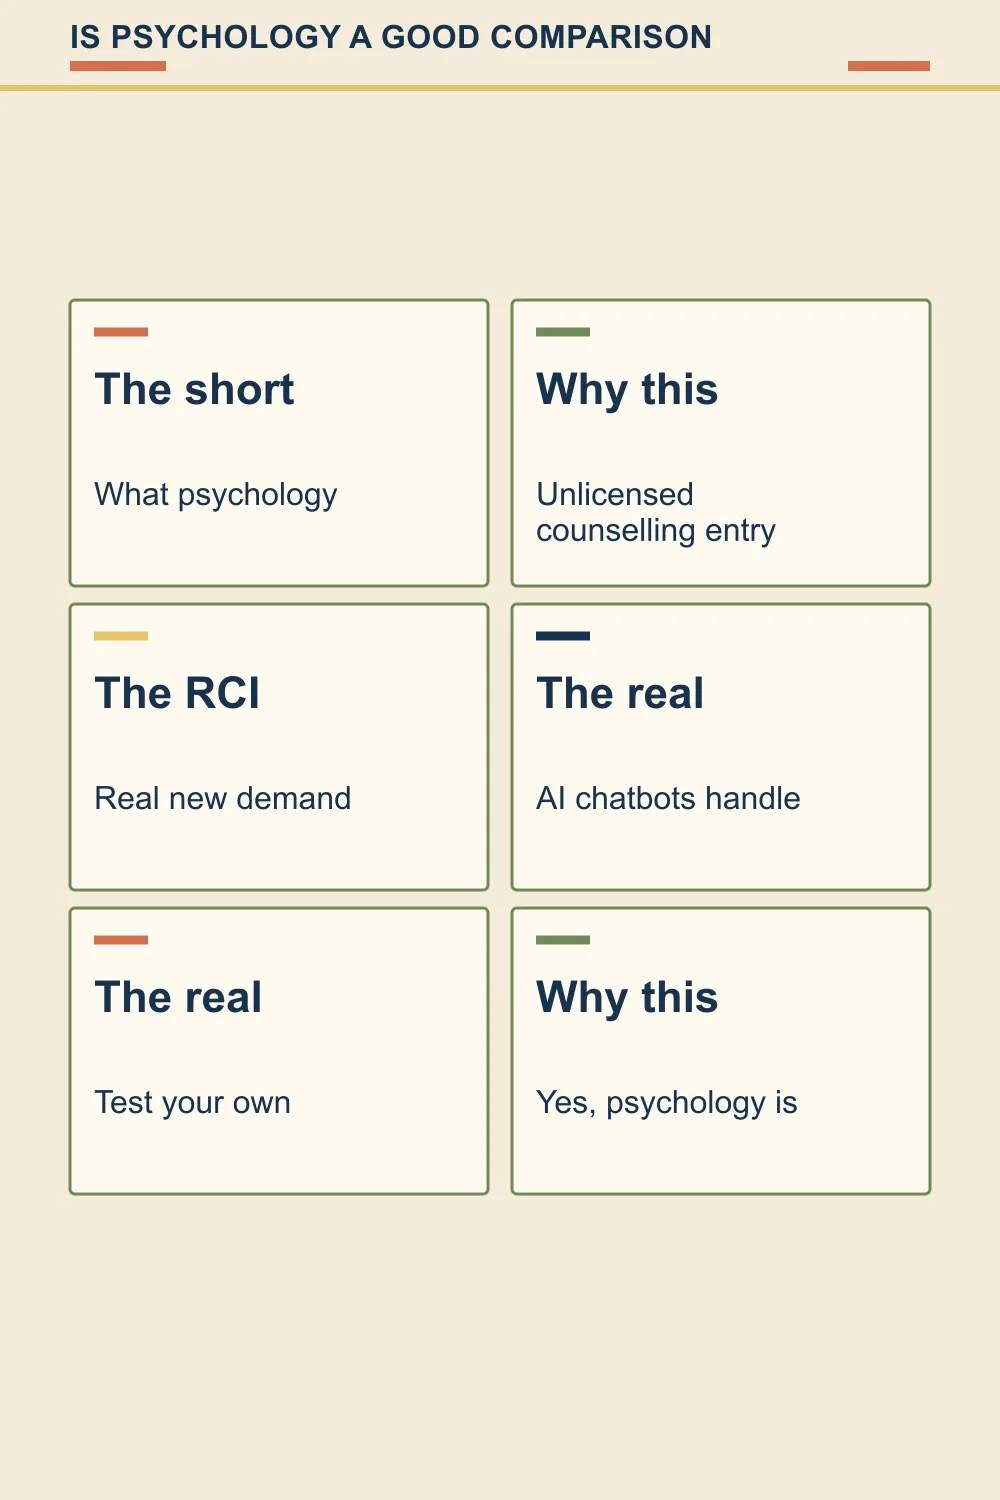 IS PSYCHOLOGY A GOOD COMPARISON
The short
What psychology
Why this
Unlicensed
counselling entry
The RCI
Real new demand
The real
AI chatbots handle
The real
Test your own
Why this
Yes, psychology is